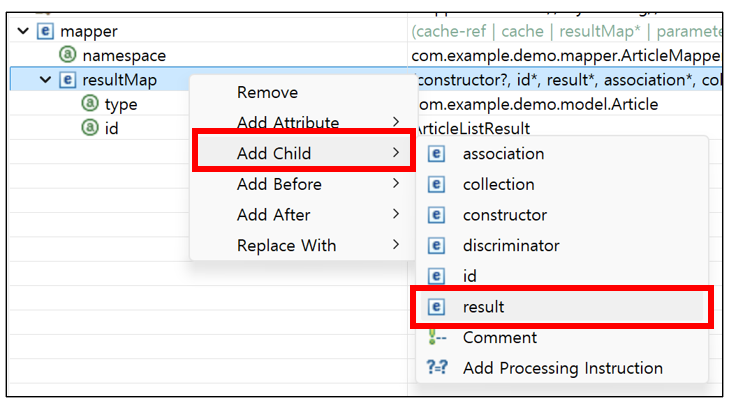 mapper (cache-ref | cache | resultMap* | paramete
namespace com.example.demo.mapper.ArticleMappe
resultMap constructor?, id*, result*, association*, col
type com.example.demo.model.Article
id ArticleListResult
Remove
Add Attribute
Add Child
Add Before
Add After
Replace With
association
collection
constructor
discriminator
id
result
Comment
Add Processing Instruction